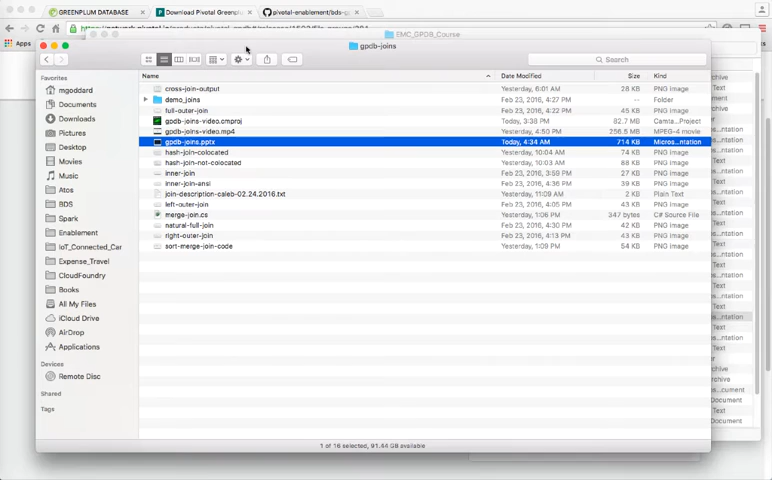 GREENPLUM DATABASE
Download Pivotal Greenpl
pivotal-enablement/bds-g
Apps
EMC_GPDB_Course
gpdb-joins
Search
Favorites
mgoddard
Documents
Downloads
Pictures
Desktop
Movies
Music
Atos
BDS
Spark
Enablement
IoT_Connected_Car
Expense_Travel
CloudFoundry
Books
All My Files
iCloud Drive
AirDrop
Applications
Devices
Remote Disc
Shared
Tags
Name Date Modified Size Kind
cross-join-output Yesterday, 6:01 AM 28 KB PNG image
demo_joins Feb 23, 2016, 4:27 PM -- Folder
full-outer-join Feb 23, 2016, 4:22 PM 45 KB PNG image
gpdb-joins-video.cmproj Today, 3:38 PM 82.7 MB Camta...Project
gpdb-joins-video.mp4 Yesterday, 4:50 PM 256.5 MB MPEG-4 movie
gpdb-joins.pptx Today, 4:34 AM 714 KB Micros...ntation
hash-join-colocated Yesterday, 10:04 AM 73 KB PNG image
hash-join-not-colocated Yesterday, 10:03 AM 88 KB PNG image
inner-join Feb 23, 2016, 3:59 PM 27 KB PNG image
inner-join-ansi Feb 23, 2016, 4:16 PM 39 KB PNG image
join-description-caleb-02.24.2016.txt Yesterday, 11:09 AM 2 KB Plain Text
left-outer-join Feb 23, 2016, 4:05 PM 43 KB PNG image
merge-join.cs Yesterday, 1:06 PM 347 bytes C# Source File
natural-full-join Feb 23, 2016, 4:21 PM 42 KB PNG image
right-outer-join Feb 23, 2016, 4:13 PM 43 KB PNG image
sort-merge-join-code Yesterday, 1:09 PM 54 KB PNG image
1 of 16 selected, 91.44 GB available